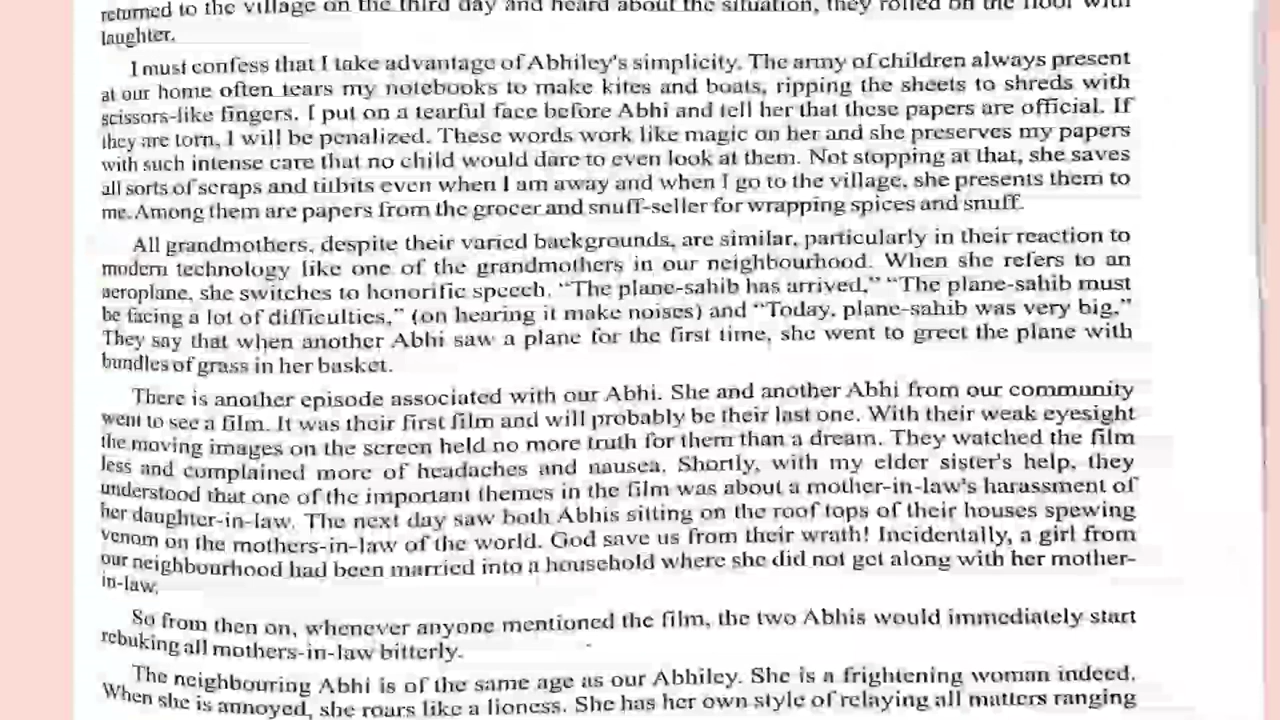 returned to the village on the third day and heard about the situation, they rolled on the floor with
laughter.
I must confess that I take advantage of Abhiley's simplicity. The army of children always present
at our home often tears my notebooks to make kites and boats, ripping the sheets to shreds with
scissors-like fingers. I put on a tearful face before Abhi and tell her that these papers are official. If
they are torn, I will be penalized. These words work like magic on her and she preserves my papers
with such intense care that no child would dare to even look at them. Not stopping at that, she saves
all sorts of scraps and titbits even when I am away and when I go to the village, she presents them to
me. Among them are papers from the grocer and snuff-seller for wrapping spices and snuff.
All grandmothers, despite their varied backgrounds, are similar, particularly in their reaction to
modern technology like one of the grandmothers in our neighbourhood. When she refers to an
aeroplane, she switches to honorific speech, "The plane-sahib has arrived," "The plane-sahib must
be facing a lot of difficulties," (on hearing it make noises) and "Today, plane-sahib was very big,"
They say that when another Abhi saw a plane for the first time, she went to greet the plane with
bundles of grass in her basket.
There is another episode associated with our Abhi. She and another Abhi from our community
went to see a film. It was their first film and will probably be their last one. With their weak eyesight
the moving images on the screen held no more truth for them than a dream. They watched the film
less and complained more of headaches and nausea. Shortly, with my elder sister's help, they
understood that one of the important themes in the film was about a mother-in-law's harassment of
her daughter-in-law. The next day saw both Abhis sitting on the roof tops of their houses spewing
venom on the mothers-in-law of the world. God save us from their wrath! Incidentally, a girl from
our neighbourhood had been married into a household where she did not get along with her mother-
in-law.
So from then on, whenever anyone mentioned the film, the two Abhis would immediately start
rebuking all mothers-in-law bitterly.
The neighbouring Abhi is of the same age as our Abhiley. She is a frightening woman indeed.
When she is annoyed, she roars like a lioness. She has her own style of relaying all matters ranging